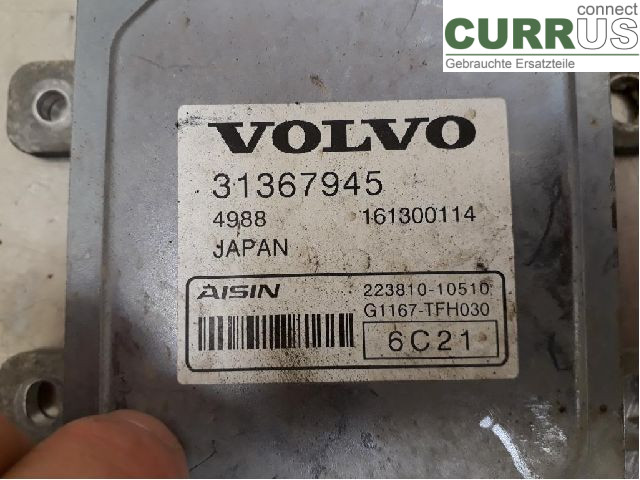 connect
CURRUS
Gebrauchte Ersatzteile
VOLVO
31367945
4988 161300114
JAPAN
AISIN 223810-10510
G1167-TFH030
6C21